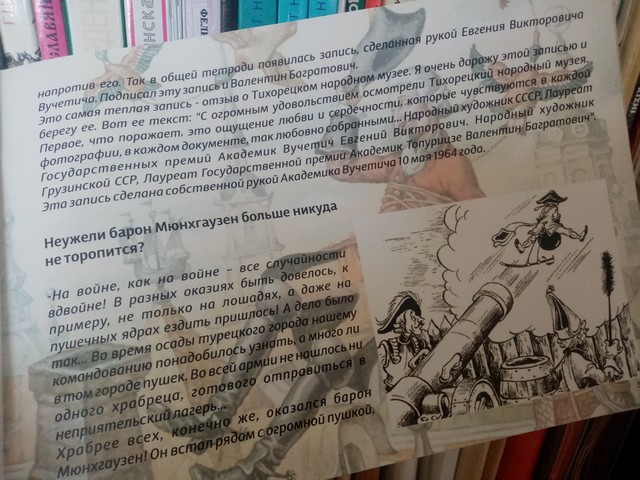 СЛАВЯН
НСКА
ФЕЛИ
напротив его. Так в общей тетради появилась запись, сделанная рукой Евгения Викторовича
Вучетича. Подписал эту запись и Валентин Багратович.
Это самая теплая запись - отзыв о Тихорецком народном музее. Я очень дорожу этой записью и
берегу ее. Вот ее текст: "С огромным удовольствием осмотрели Тихорецкий народный музей.
Первое, что поражает, это ощущение любви и сердечности, которые чувствуются в каждой
фотографии, в каждом документе, так любовно собранными... Народный художник СССР, Лауреат
Государственных премий Академик Вучетич Евгений Викторович. Народный художник
Грузинской ССР, Лауреат Государственной премии Академик Топуридзе Валентин Багратович".
Эта запись сделана собственной рукой Академика Вучетича 10 мая 1964 года.
Неужели барон Мюнхгаузен больше никуда
не торопится?
-На войне, как на войне – все случайности
вдвойне! В разных оказиях быть довелось, к
примеру, не только на лошадях, а даже на
пушечных ядрах ездить пришлось! А дело было
так... Во время осады турецкого города нашему
командованию понадобилось узнать, а много ли
в том городе пушек. Во всей армии не нашлось ни
одного храбреца, готового отправиться в
неприятельский лагерь...
Храбрее всех, конечно же, оказался барон
Мюнхгаузен! Он встал рядом с огромной пушкой,